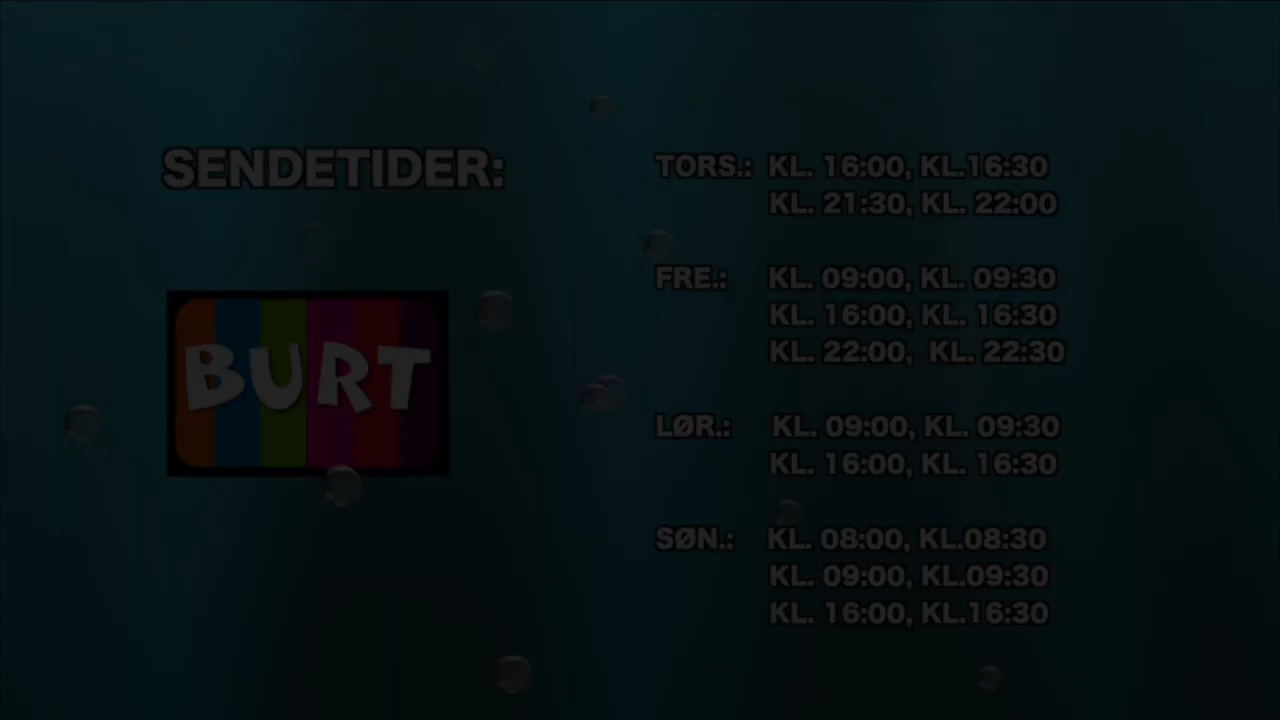 SENDETIDER:
BURT
TORS.: KL. 16:00, KL.16:30
KL. 21:30, KL. 22:00
FRE.: KL. 09:00, KL. 09:30
KL. 16:00, KL. 16:30
KL. 22:00, KL. 22:30
LØR.: KL. 09:00, KL. 09:30
KL. 16:00, KL. 16:30
SØN.: KL. 08:00, KL.08:30
KL. 09:00, KL.09:30
KL. 16:00, KL.16:30